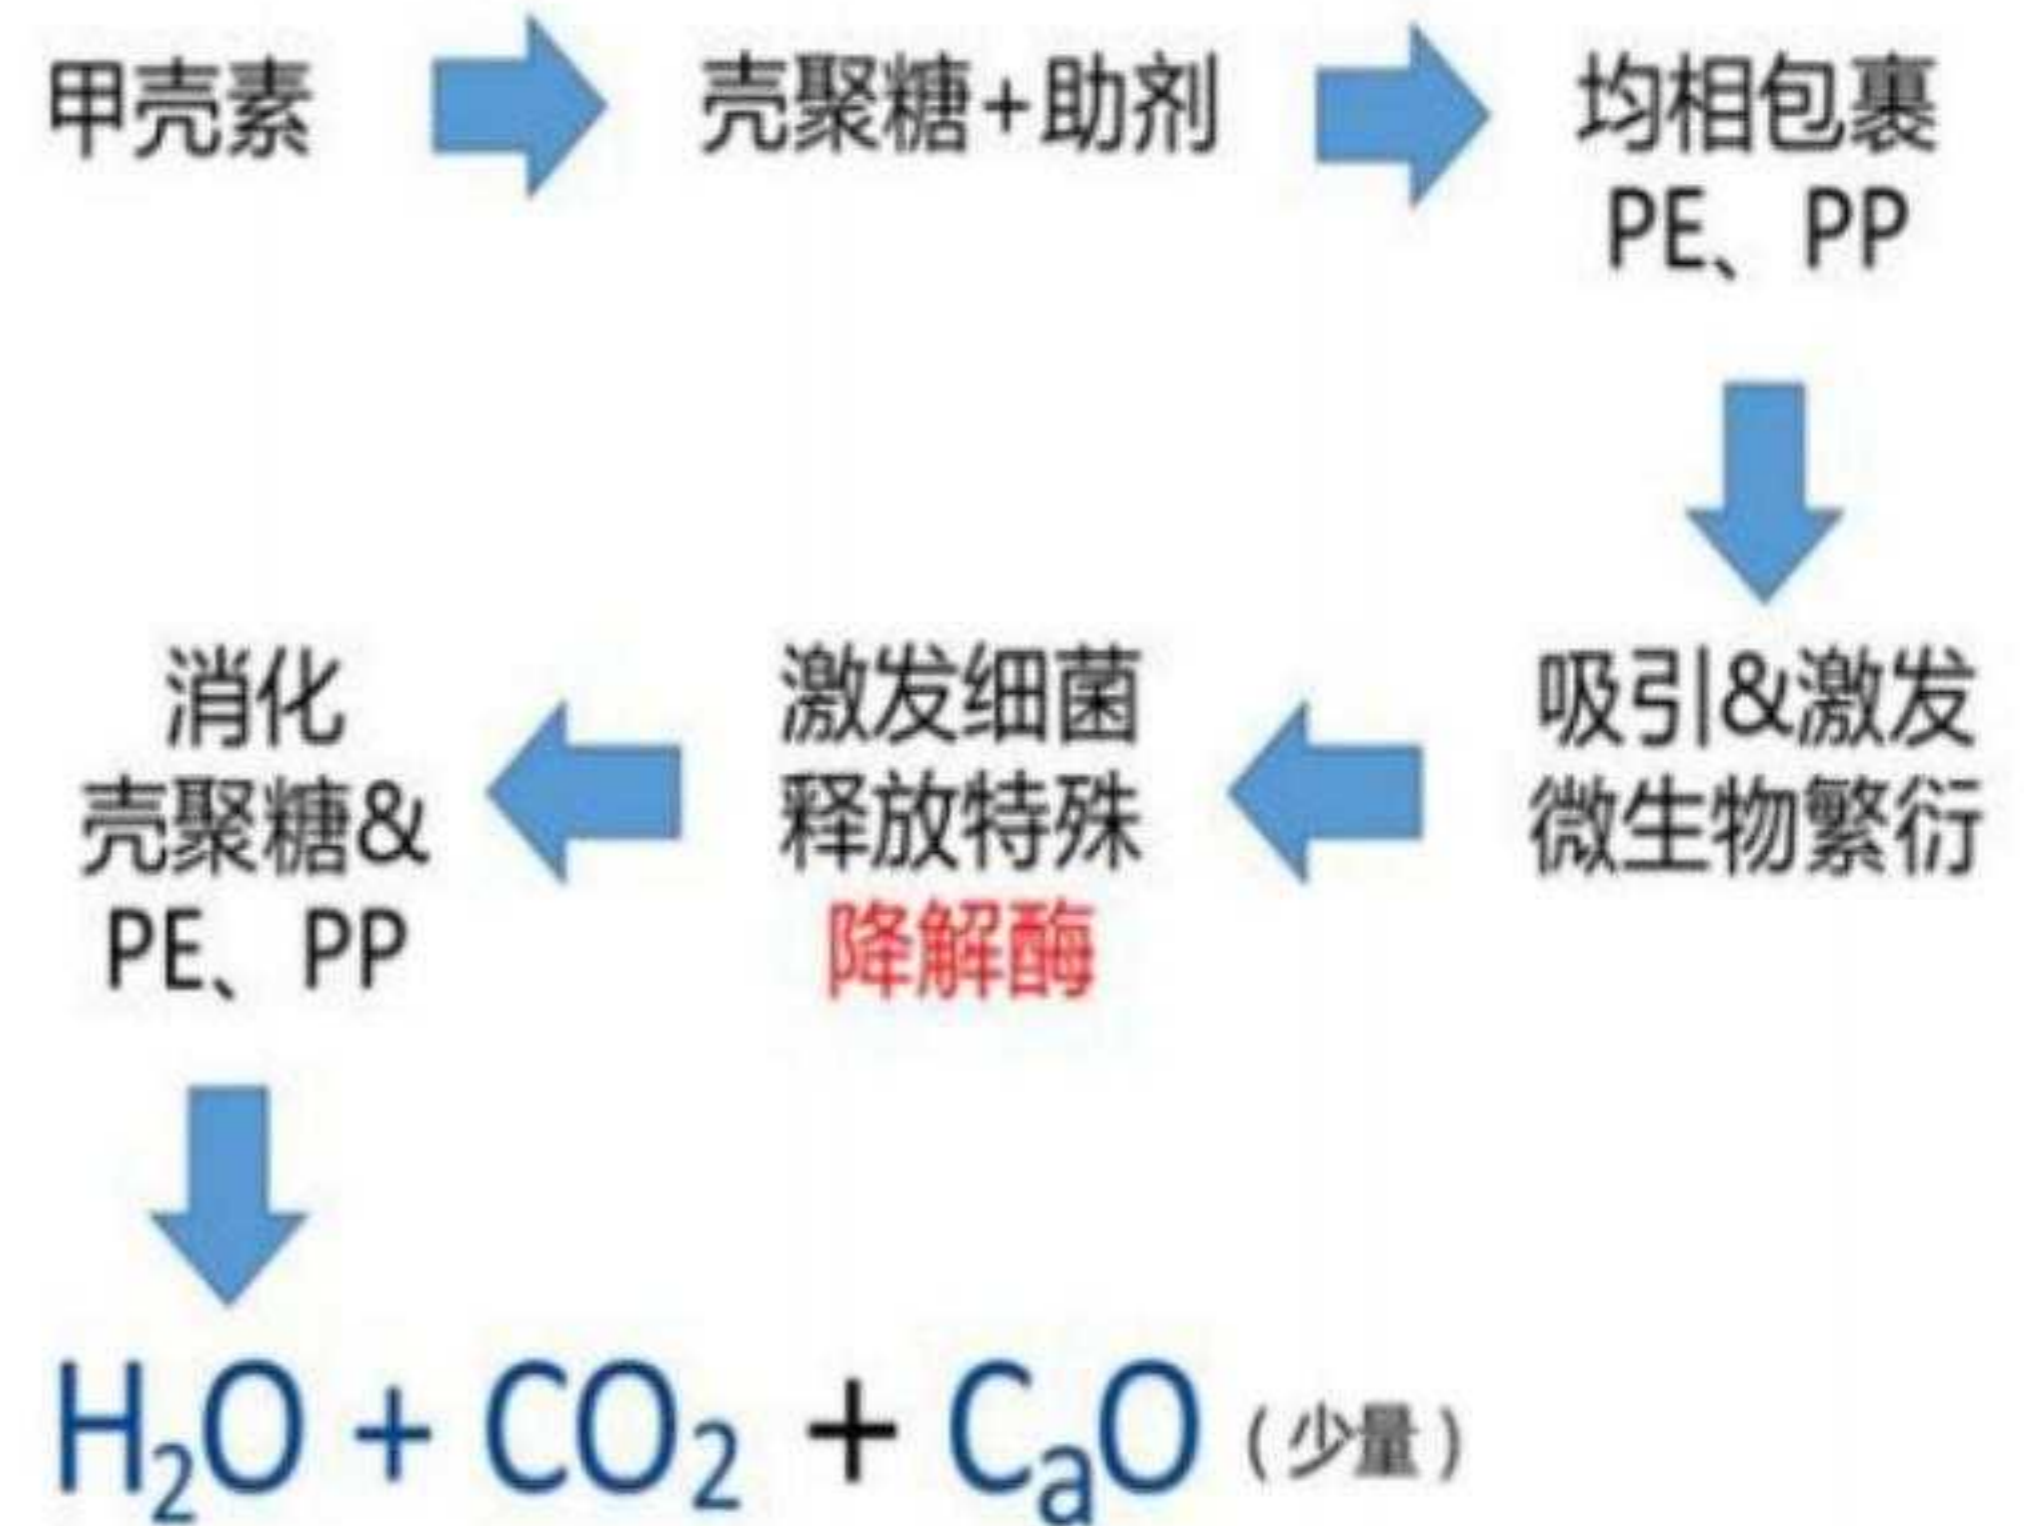 甲壳素
壳聚糖+助剂
均相包裹
PE、PP
吸引&激发
微生物繁衍
激发细菌
释放特殊
降解酶
消化
壳聚糖&
PE、PP
H₂O + CO₂ + CₐO（少量）